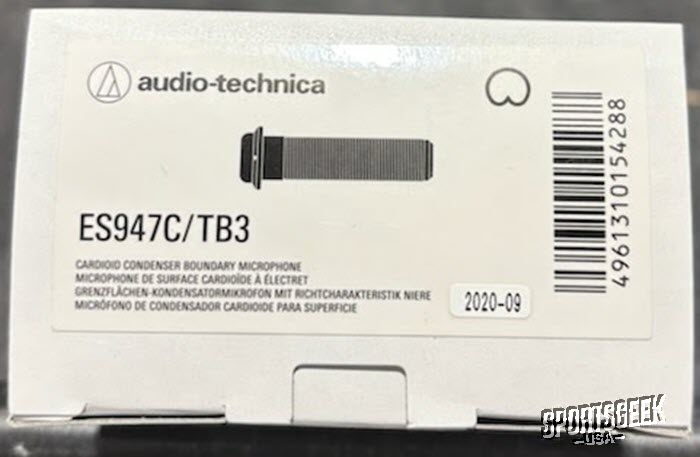 audio-technica
ES947C/TB3
CARDIOID CONDENSER BOUNDARY MICROPHONE
MICROPHONE DE SURFACE CARDIOÏDE À ÉLECTRET
GRENZFLÄCHEN-KONDENSATORMIKROFON MIT RICHTCHARAKTERISTIK NIERE
MICRÓFONO DE CONDENSADOR CARDIOIDE PARA SUPERFICIE
2020-09
4961310154288
SPORTSGEEK
USA